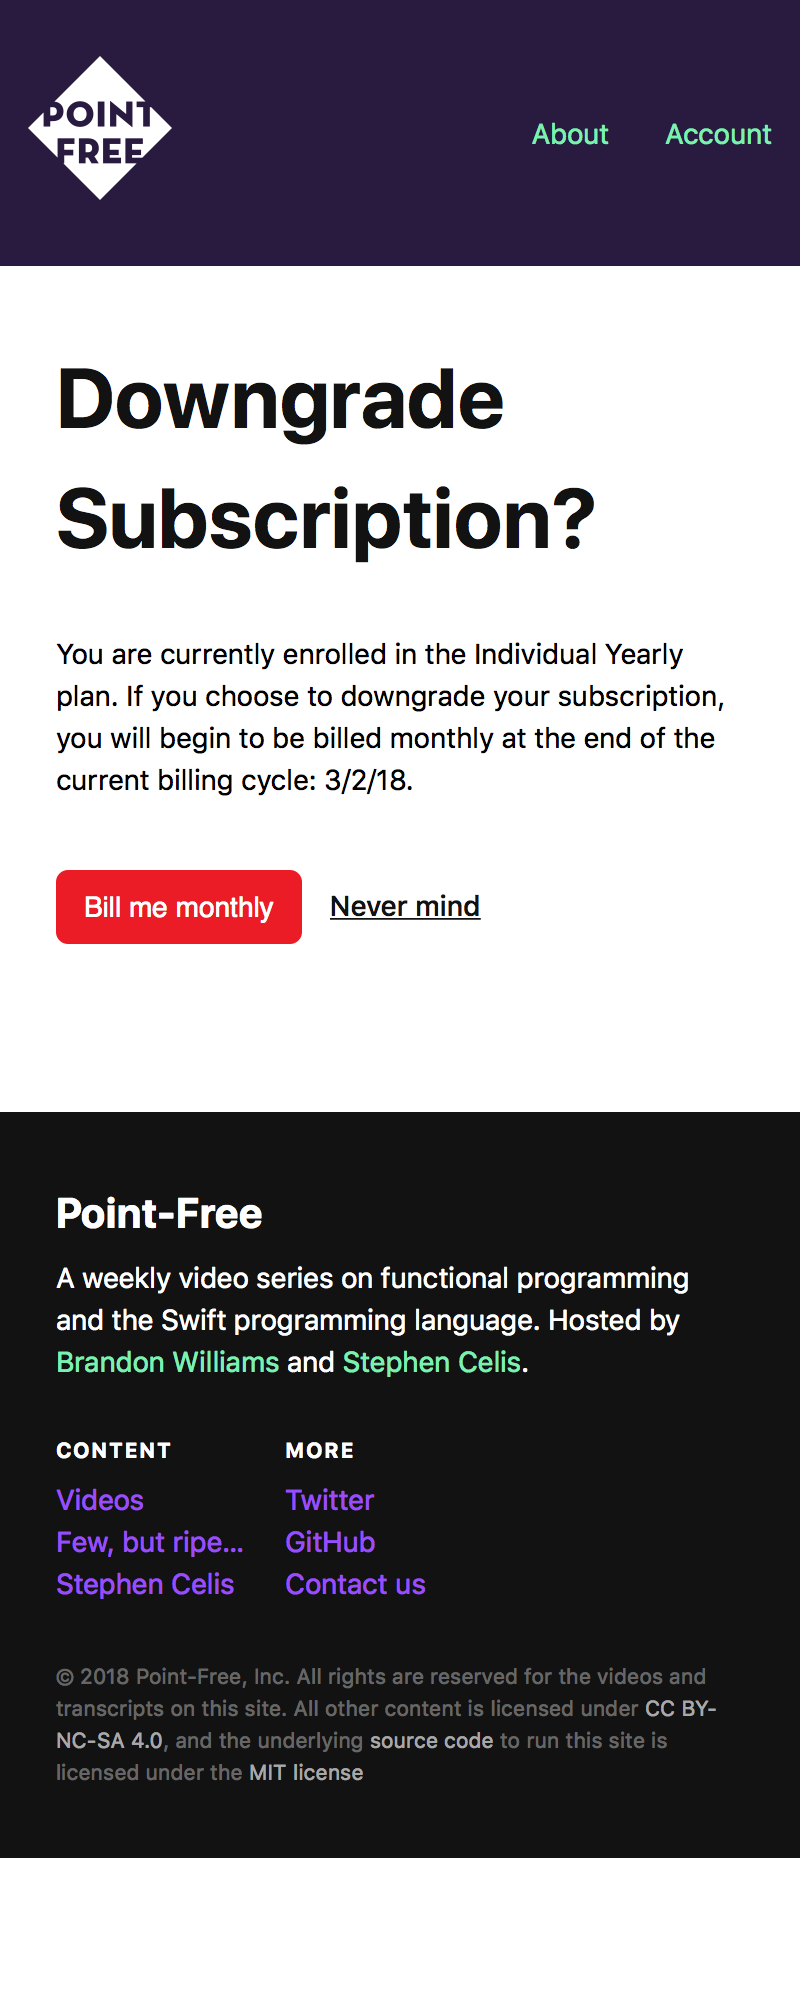 POINT
FREE
About
Account
Downgrade
Subscription?
You are currently enrolled in the Individual Yearly
plan. If you choose to downgrade your subscription,
you will begin to be billed monthly at the end of the
current billing cycle: 3/2/18.
Bill me monthly
Never mind
Point-Free
A weekly video series on functional programming
and the Swift programming language. Hosted by
Brandon Williams and Stephen Celis.
CONTENT
Videos
Few, but ripe...
Stephen Celis
MORE
Twitter
GitHub
Contact us
© 2018 Point-Free, Inc. All rights are reserved for the videos and
transcripts on this site. All other content is licensed under CC BY-
NC-SA 4.0, and the underlying source code to run this site is
licensed under the MIT license